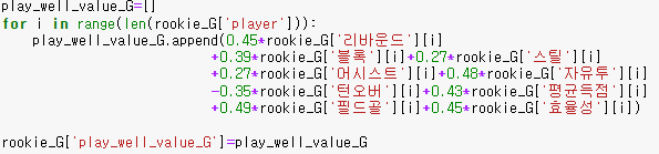 play_well_value_G=[]
for i in range(len(rookie_G['player'])):
    play_well_value_G.append(0.45*rookie_G['리바운드'][i]
                            +0.39*rookie_G['블록'][i]+0.27*rookie_G['스틸'][i]
                            +0.27*rookie_G['어시스트'][i]+0.48*rookie_G['자유투'][i]
                            -0.35*rookie_G['턴오버'][i]+0.43*rookie_G['평균득점'][i]
                            +0.49*rookie_G['필드골'][i]+0.45*rookie_G['효율성'][i])
rookie_G['play_well_value_G']=play_well_value_G